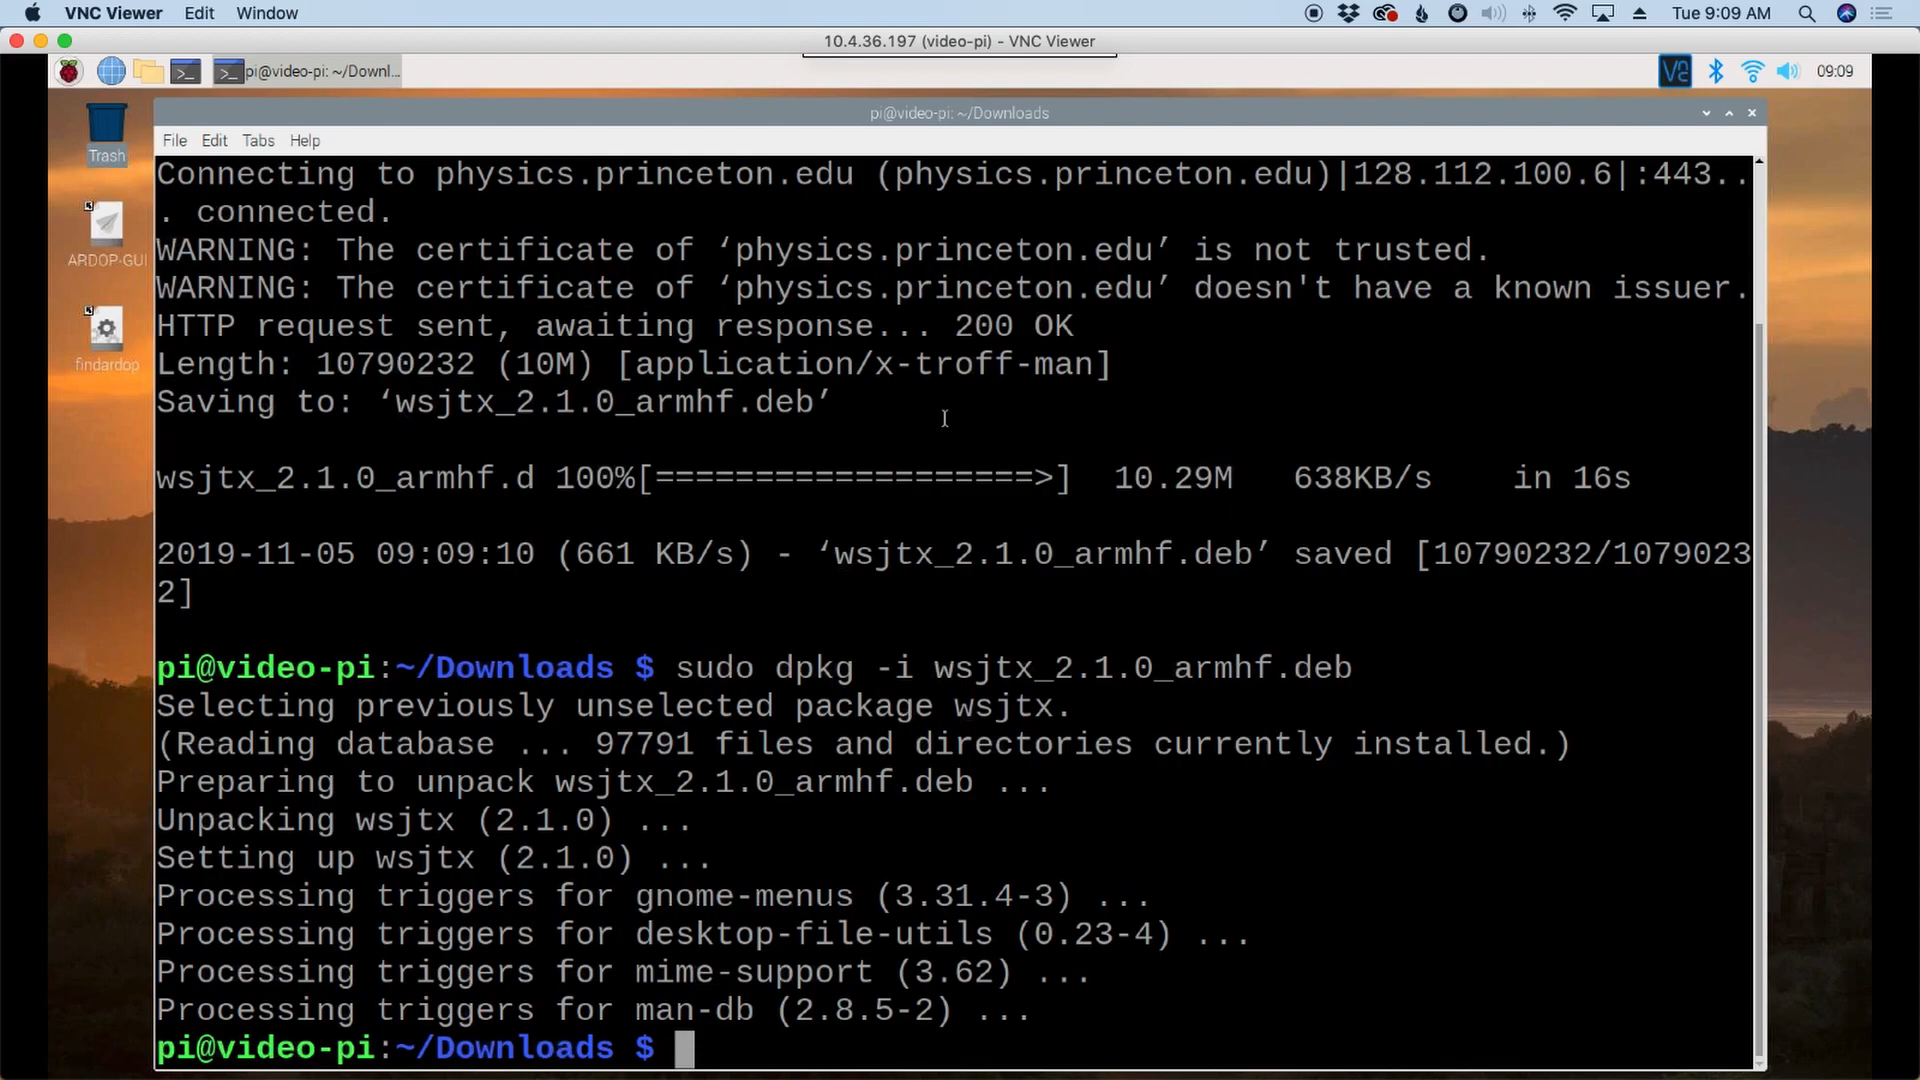 VNC Viewer Edit Window Tue 9:09 AM
10.4.36.197 (video-pi) - VNC Viewer
pi@video-pi: ~/Downl... 09:09
pi@video-pi: ~/Downloads
File Edit Tabs Help
Trash
ARDOP-GUI
findardop
Connecting to physics.princeton.edu (physics.princeton.edu)|128.112.100.6|:443..
. connected.
WARNING: The certificate of ‘physics.princeton.edu’ is not trusted.
WARNING: The certificate of ‘physics.princeton.edu’ doesn't have a known issuer.
HTTP request sent, awaiting response... 200 OK
Length: 10790232 (10M) [application/x-troff-man]
Saving to: ‘wsjtx_2.1.0_armhf.deb’
wsjtx_2.1.0_armhf.d 100%[===================>] 10.29M 638KB/s in 16s
2019-11-05 09:09:10 (661 KB/s) - ‘wsjtx_2.1.0_armhf.deb’ saved [10790232/1079023
2]
pi@video-pi:~/Downloads $ sudo dpkg -i wsjtx_2.1.0_armhf.deb
Selecting previously unselected package wsjtx.
(Reading database ... 97791 files and directories currently installed.)
Preparing to unpack wsjtx_2.1.0_armhf.deb ...
Unpacking wsjtx (2.1.0) ...
Setting up wsjtx (2.1.0) ...
Processing triggers for gnome-menus (3.31.4-3) ...
Processing triggers for desktop-file-utils (0.23-4) ...
Processing triggers for mime-support (3.62) ...
Processing triggers for man-db (2.8.5-2) ...
pi@video-pi:~/Downloads $